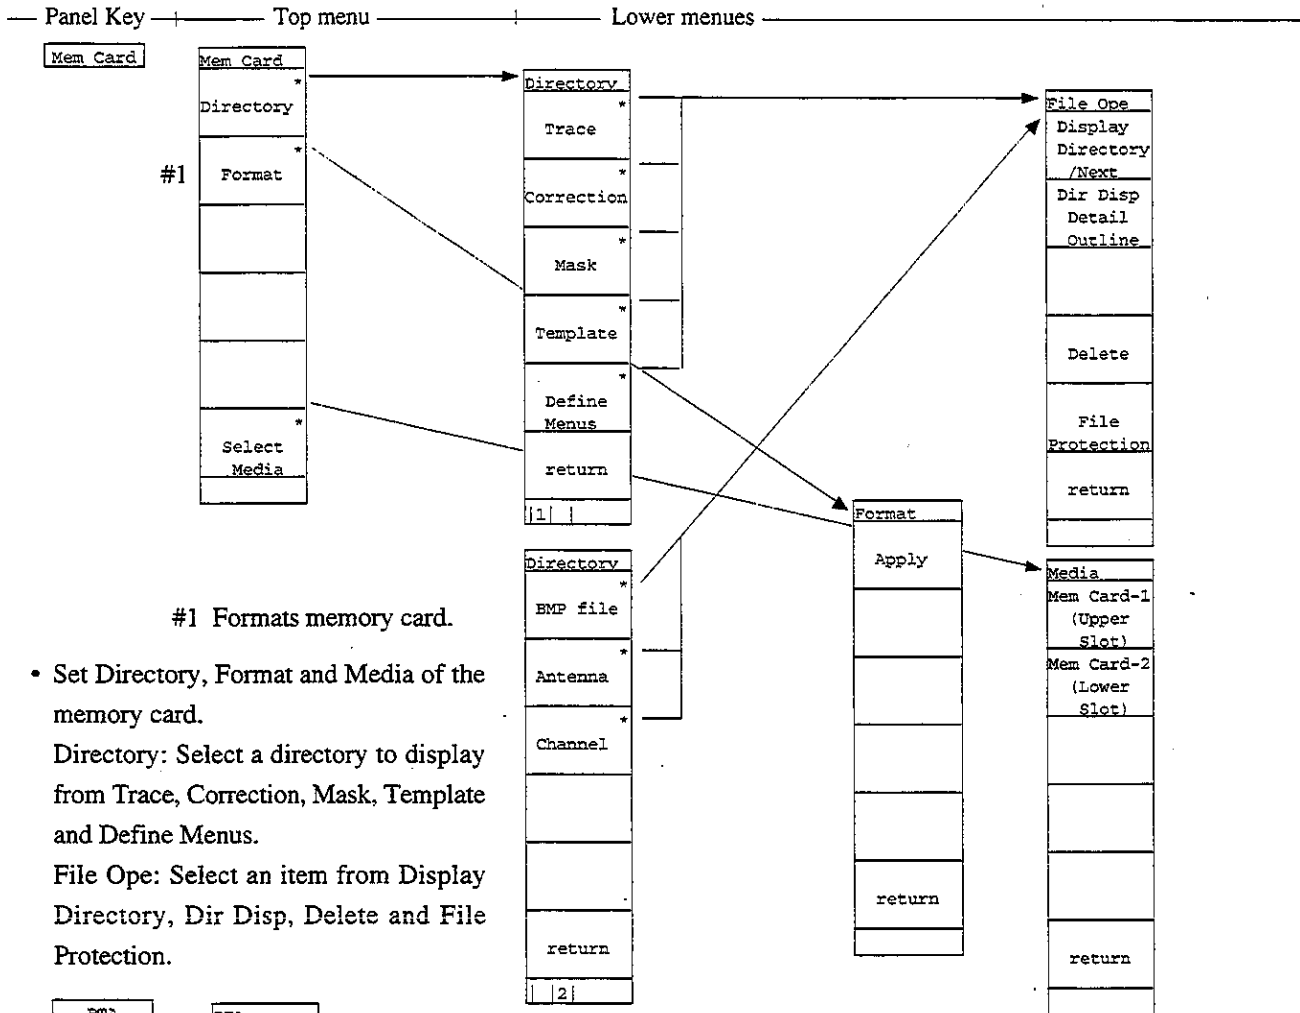 Panel Key
Top menu
Lower menues
Mem Card
Mem Card
*
Directory
*
#1
Format
*
Select
Media
Directory
*
Trace
*
Correction
*
Mask
*
Template
*
Define
Menus
return
|1| |
Directory
*
BMP file
*
Antenna
*
Channel
return
| |2|
Format
Apply
return
File Ope
Display
Directory
/Next
Dir Disp
Detail
Outline
Delete
File
Protection
return
Media
Mem Card-1
(Upper
Slot)
Mem Card-2
(Lower
Slot)
return
#1 Formats memory card.
• Set Directory, Format and Media of the
memory card.
Directory: Select a directory to display
from Trace, Correction, Mask, Template
and Define Menus.
File Ope: Select an item from Display
Directory, Dir Disp, Delete and File
Protection.